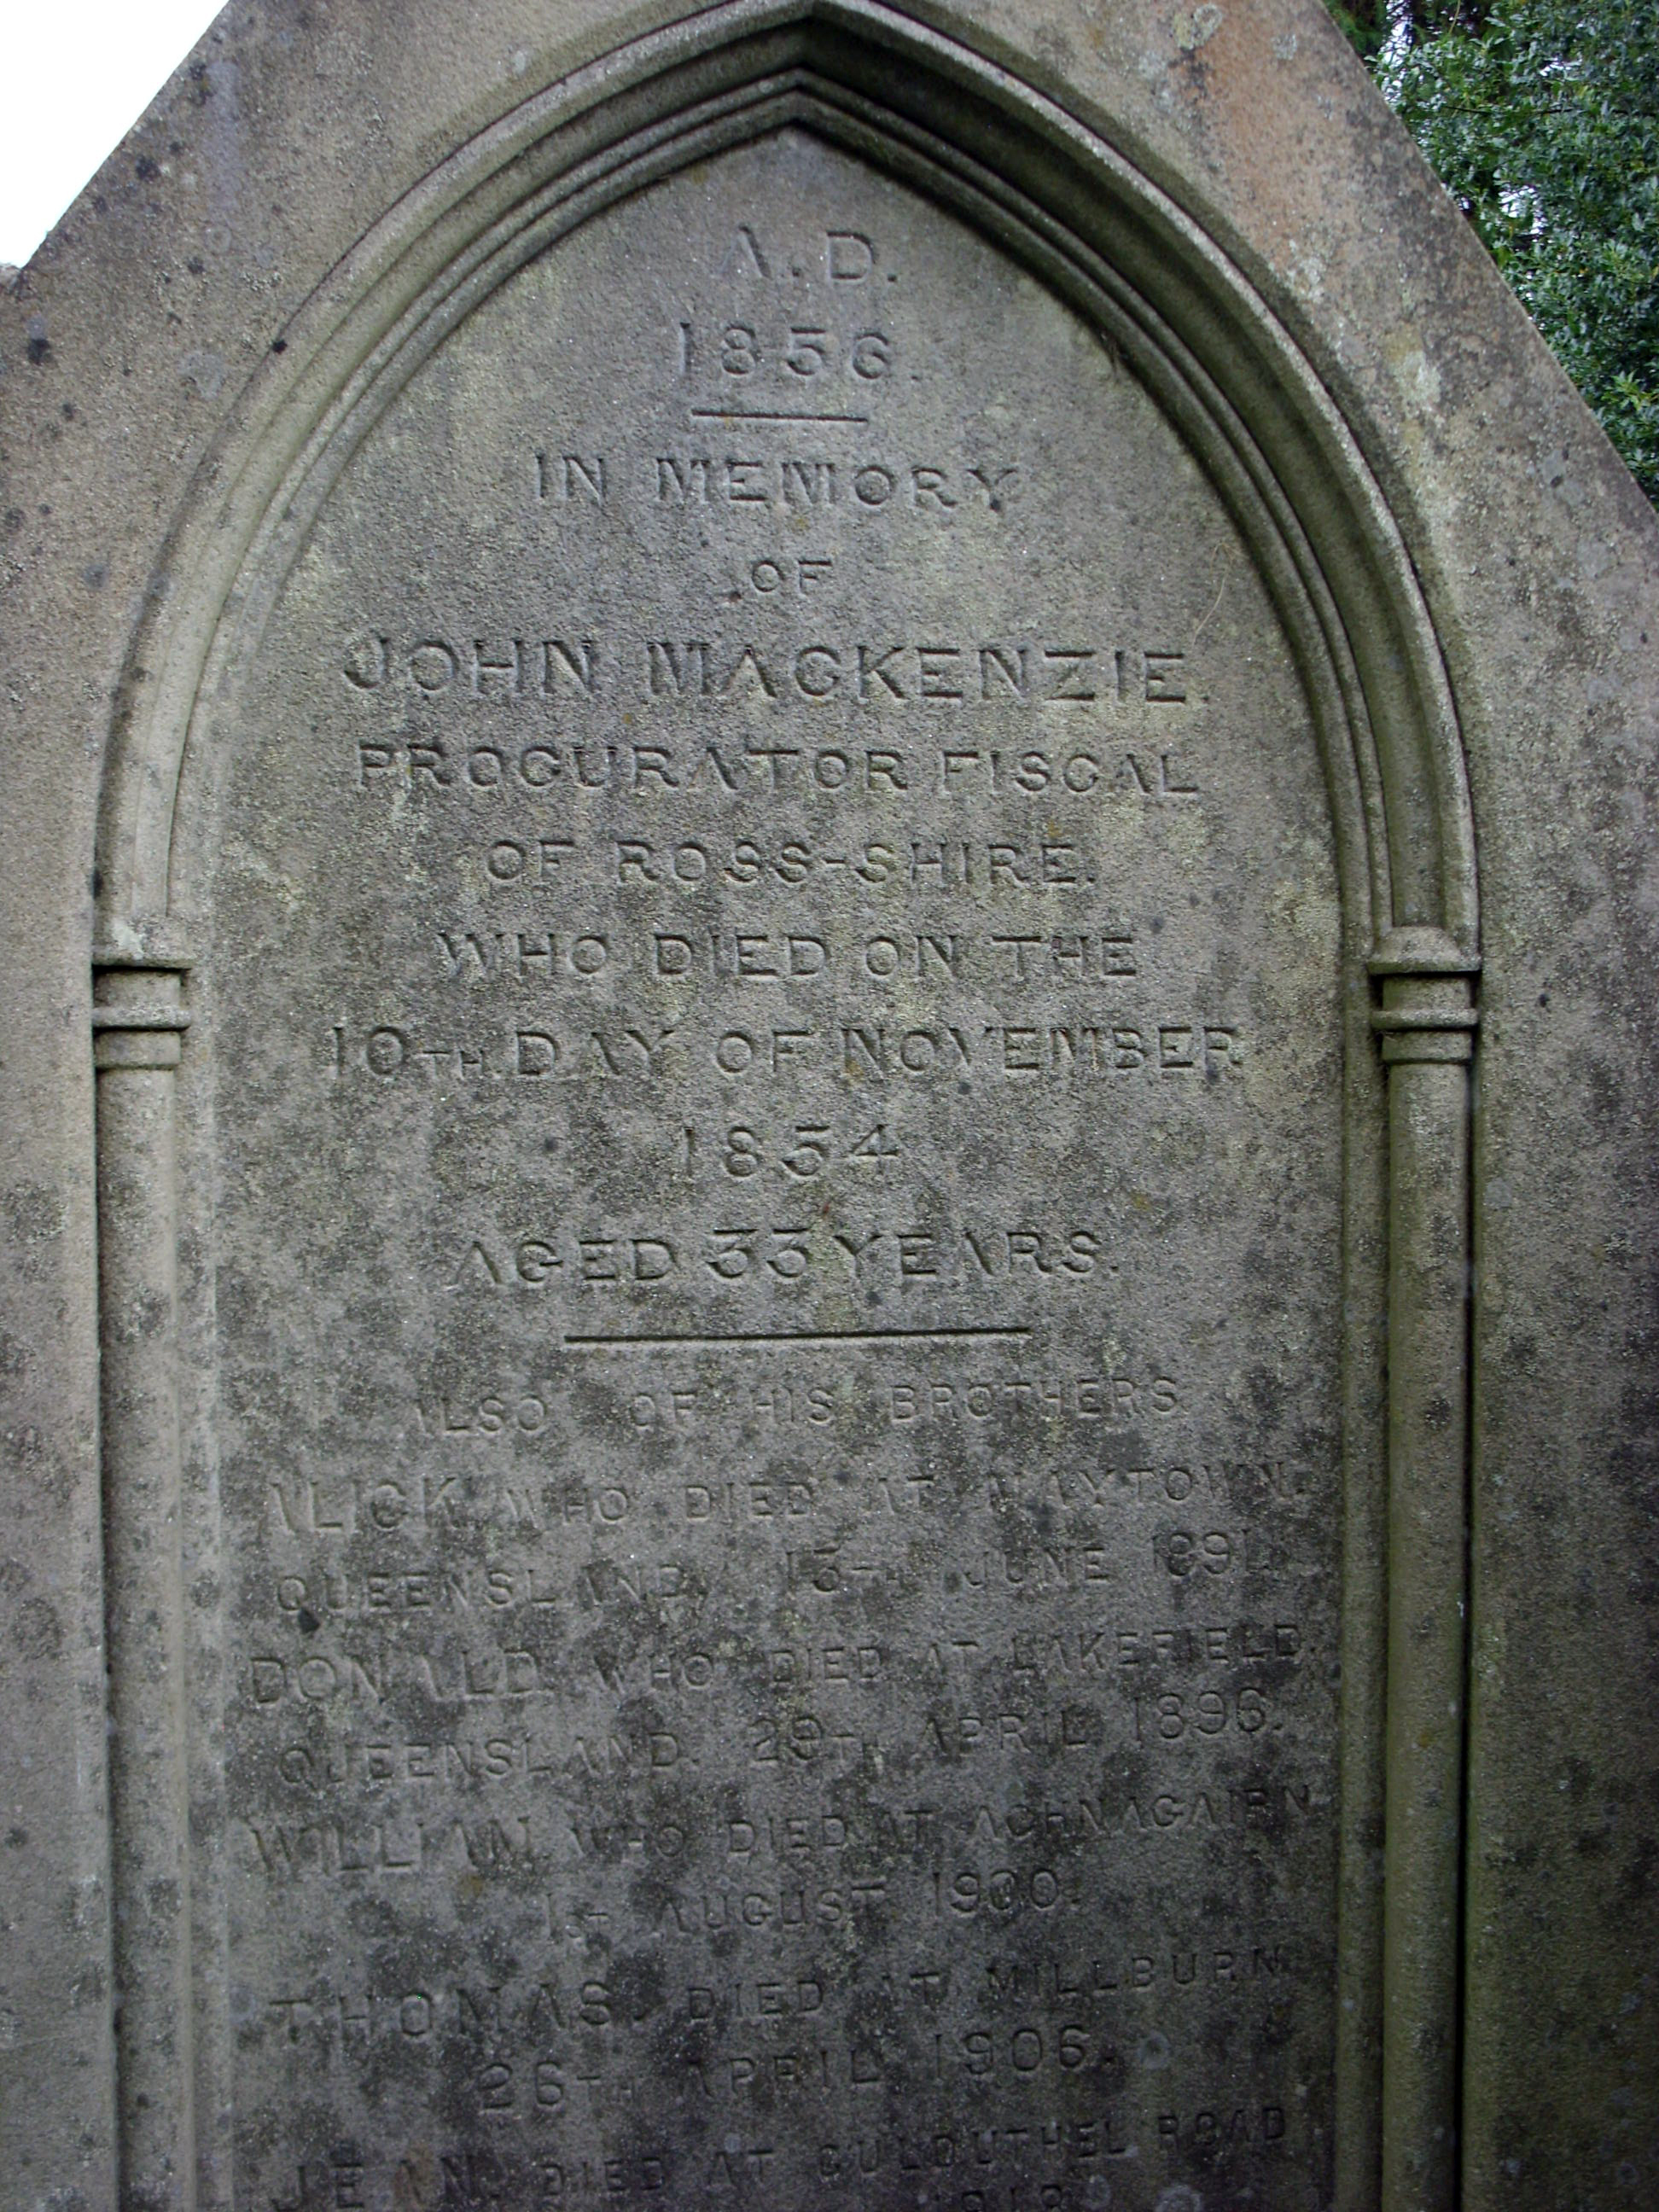 A.D.
1856.
IN MEMORY
OF
JOHN MACKENZIE.
PROCURATOR FISCAL
OF ROSS-SHIRE.
WHO DIED ON THE
10TH DAY OF NOVEMBER
1854
AGED 33 YEARS.
ALSO OF HIS BROTHERS
ALICK, WHO DIED AT MAYTOWN.
QUEENSLAND, 13TH JUNE
DONALD, WHO DIED AT LAKEFIELD.
QUEENSLAND. 29TH APRIL 1896.
WILLIAM, WHO DIED AT ACHNAGAIRN
1ST AUGUST 1900.
THOMAS. DIED AT MILLBURN
26TH APRIL 1906.
JEAN, DIED AT CULDUTHEL ROAD